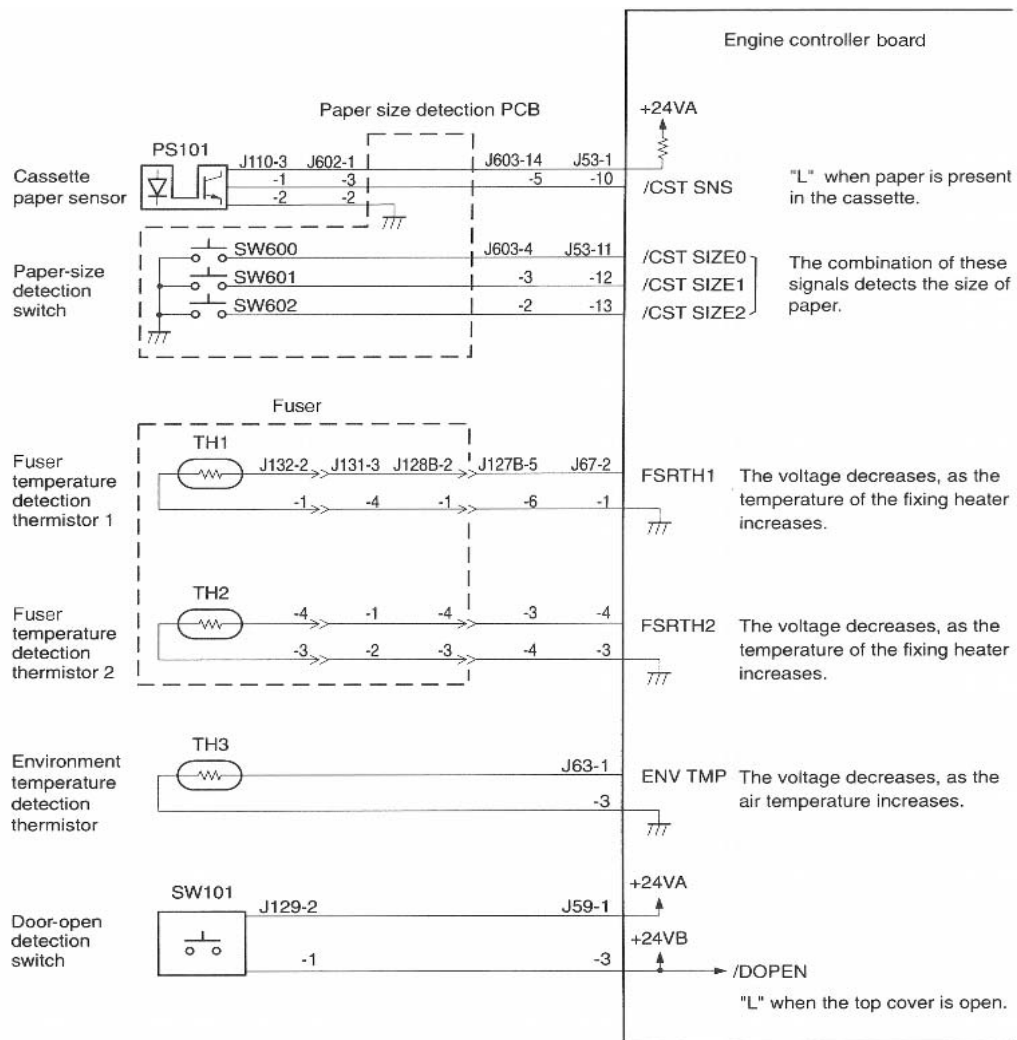 Engine controller board
Paper size detection PCB
+24VA
PS101
J110-3 J602-1 J603-14 J53-1
Cassette
paper sensor
-1 -3 -5 -10
/CST SNS
"L" when paper is present
in the cassette.
-2 -2
SW600 J603-4 J53-11 /CST SIZE0
Paper-size
detection
switch
SW601 -3 -12 /CST SIZE1
SW602 -2 -13 /CST SIZE2
The combination of these
signals detects the size of
paper.
Fuser
TH1
Fuser
temperature
detection
thermistor 1
J132-2 J131-3 J128B-2 J127B-5 J67-2
-1 -4 -1 -6 -1
FSRTH1
The voltage decreases, as the
temperature of the fixing heater
increases.
TH2
Fuser
temperature
detection
thermistor 2
-4 -1 -4 -3 -4
-3 -2 -3 -4 -3
FSRTH2
The voltage decreases, as the
temperature of the fixing heater
increases.
TH3
Environment
temperature
detection
thermistor
J63-1
-3
ENV TMP
The voltage decreases, as the
air temperature increases.
SW101
+24VA
J129-2 J59-1
Door-open
detection
switch
+24VB
-1 -3
/DOPEN
"L" when the top cover is open.